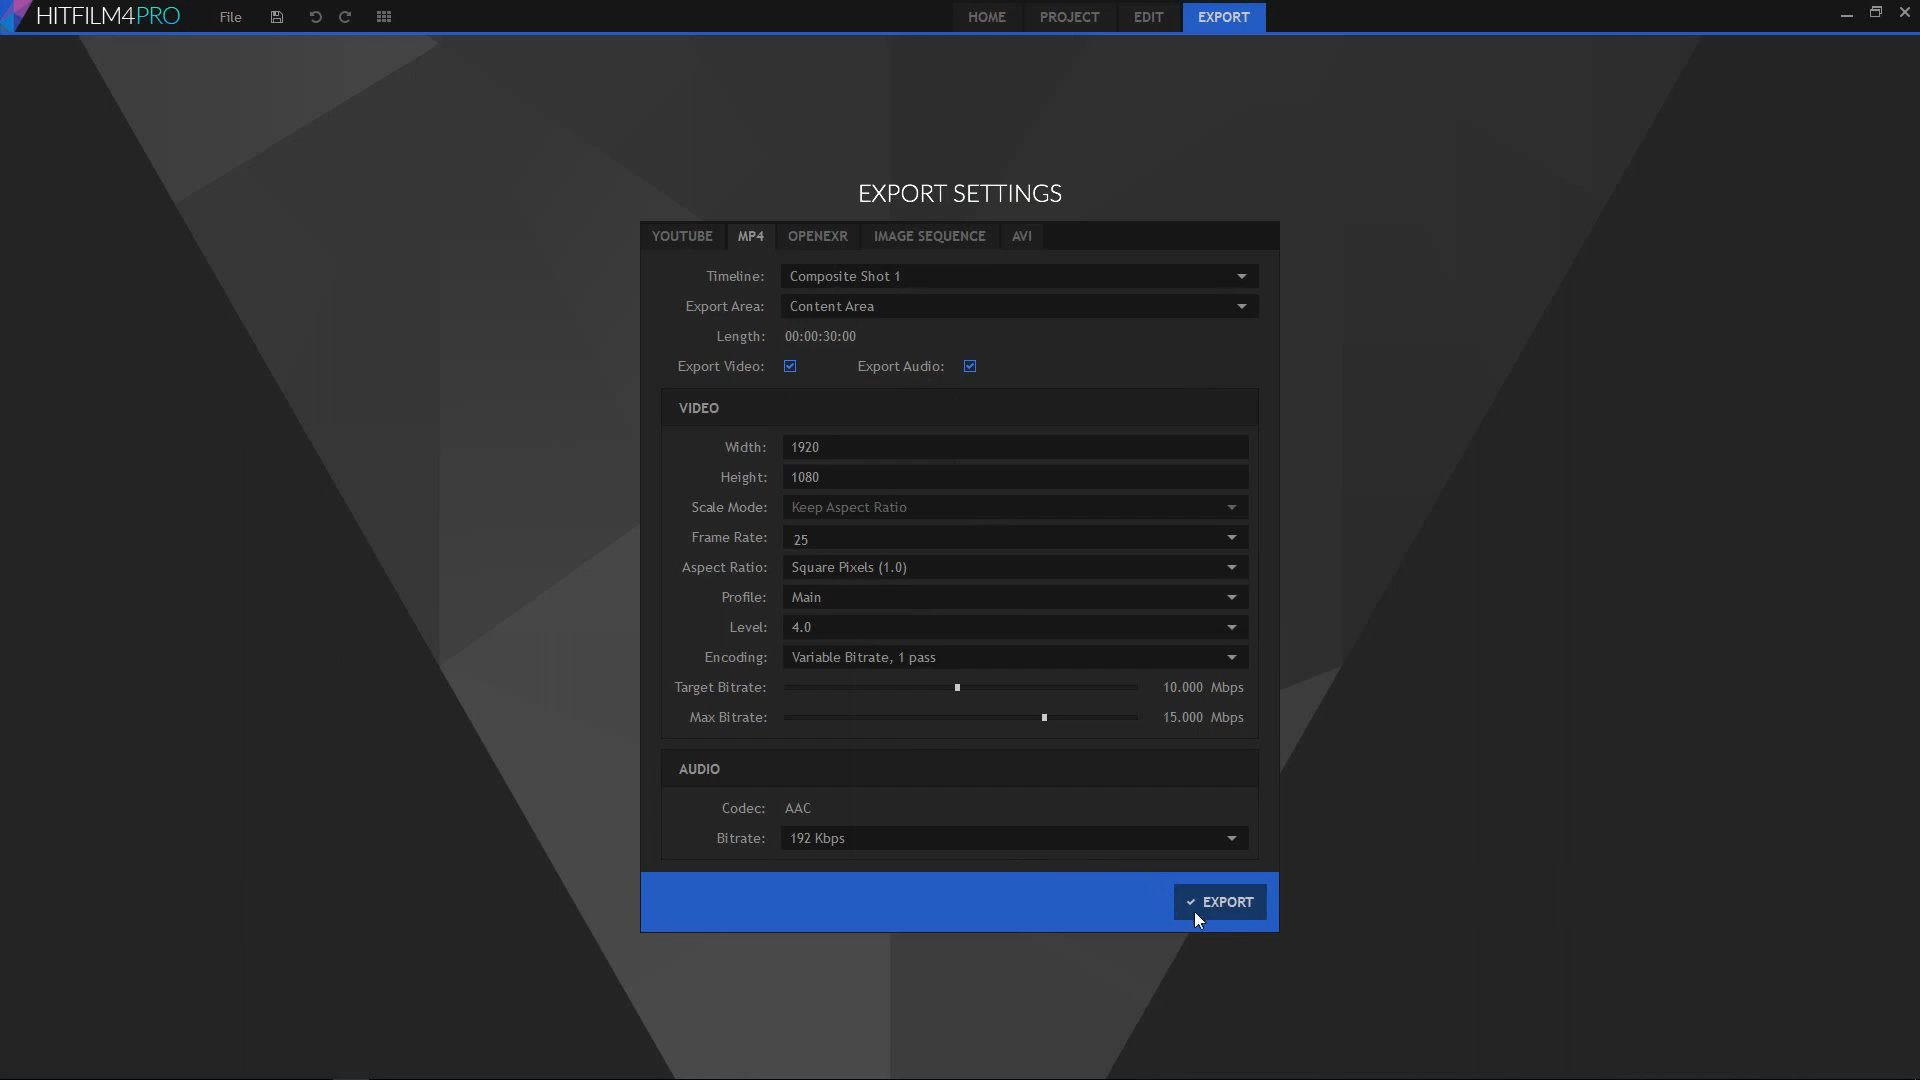 HITFILM4PRO File HOME PROJECT EDIT EXPORT
EXPORT SETTINGS
YOUTUBE MP4 OPENEXR IMAGE SEQUENCE AVI
Timeline: Composite Shot 1
Export Area: Content Area
Length: 00:00:30:00
Export Video: Export Audio:
VIDEO
Width: 1920
Height: 1080
Scale Mode: Keep Aspect Ratio
Frame Rate: 25
Aspect Ratio: Square Pixels (1.0)
Profile: Main
Level: 4.0
Encoding: Variable Bitrate, 1 pass
Target Bitrate: 10.000 Mbps
Max Bitrate: 15.000 Mbps
AUDIO
Codec: AAC
Bitrate: 192 Kbps
EXPORT